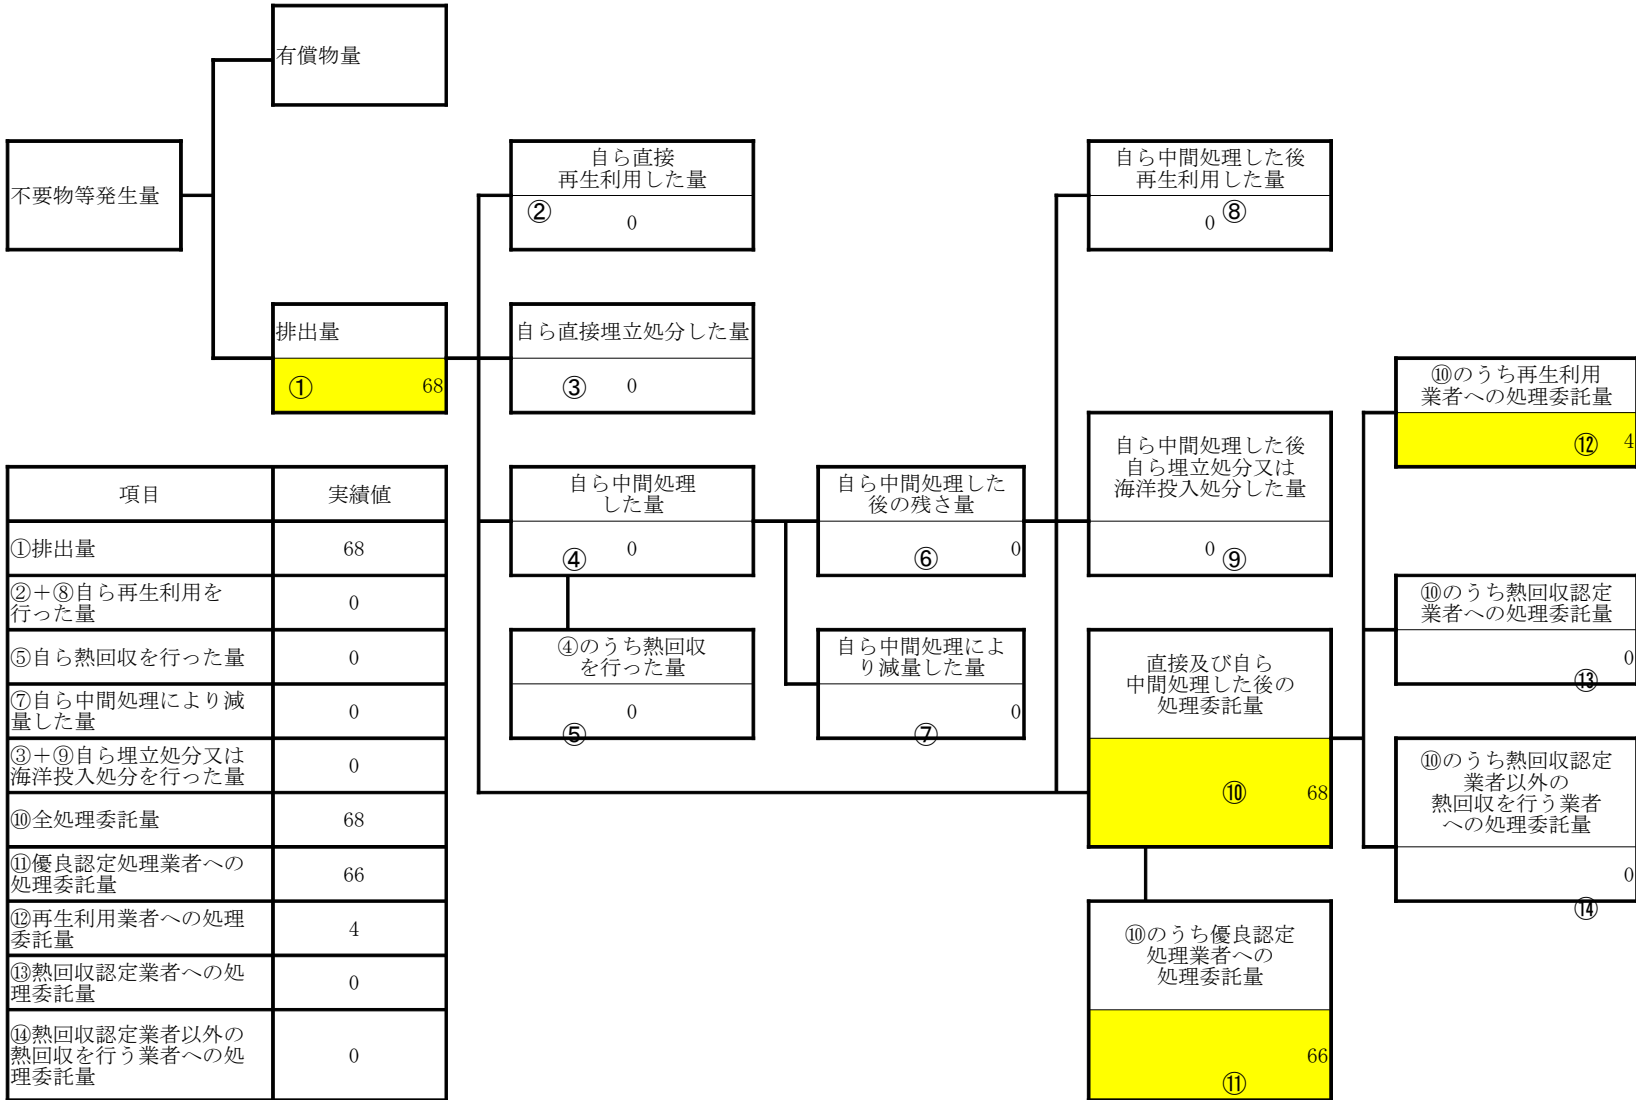 有償物量
不要物等発生量
排出量
① 68
自ら直接
再生利用した量
②
0
自ら直接埋立処分した量
③ 0
自ら中間処理
した量
④ 0
④のうち熱回収
を行った量
0
⑤
自ら中間処理した
後の残さ量
⑥ 0
自ら中間処理によ
り減量した量
0
⑦
自ら中間処理した後
再生利用した量
0 ⑧
自ら中間処理した後
自ら埋立処分又は
海洋投入処分した量
0 ⑨
直接及び自ら
中間処理した後の
処理委託量
⑩ 68
⑩のうち優良認定
処理業者への
処理委託量
66
⑪
⑩のうち再生利用
業者への処理委託量
⑫ 4
⑩のうち熱回収認定
業者への処理委託量
0
⑬
⑩のうち熱回収認定
業者以外の
熱回収を行う業者
への処理委託量
0
⑭
項目 実績値
①排出量 68
②+⑧自ら再生利用を
行った量 0
⑤自ら熱回収を行った量 0
⑦自ら中間処理により減
量した量 0
③+⑨自ら埋立処分又は
海洋投入処分を行った量 0
⑩全処理委託量 68
⑪優良認定処理業者への
処理委託量 66
⑫再生利用業者への処理
委託量 4
⑬熱回収認定業者への処
理委託量 0
⑭熱回収認定業者以外の
熱回収を行う業者への処 0
理委託量